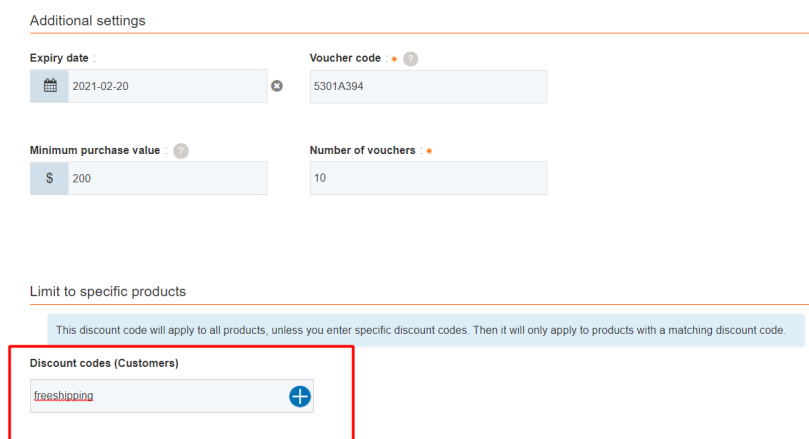 Additional settings
Expiry date : Voucher code : * ?
2021-02-20 5301A394
Minimum purchase value : ? Number of vouchers : *
$ 200 10
Limit to specific products
This discount code will apply to all products, unless you enter specific discount codes. Then it will only apply to products with a matching discount code.
Discount codes (Customers)
freeshipping